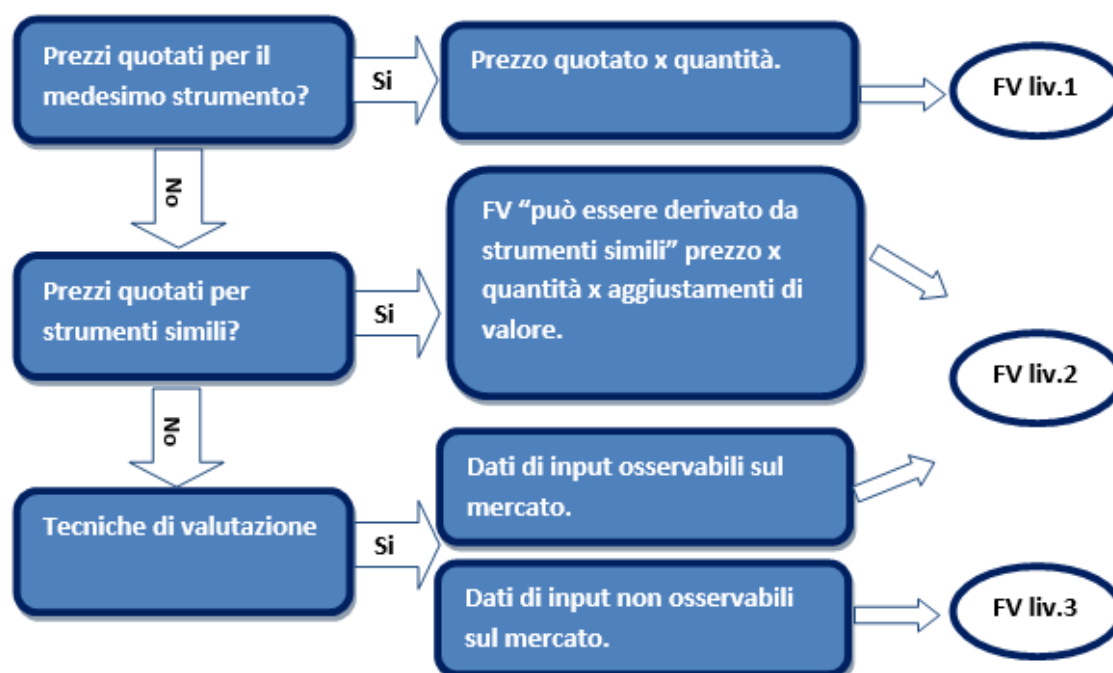 Prezzi quotati per il
medesimo strumento?
Si
Prezzo quotato x quantità.
FV liv.1
No
Prezzi quotati per
strumenti simili?
Si
FV “può essere derivato da
strumenti simili” prezzo x
quantità x aggiustamenti di
valore.
FV liv.2
No
Tecniche di valutazione
Si
Dati di input osservabili sul
mercato.
Dati di input non osservabili
sul mercato.
FV liv.3